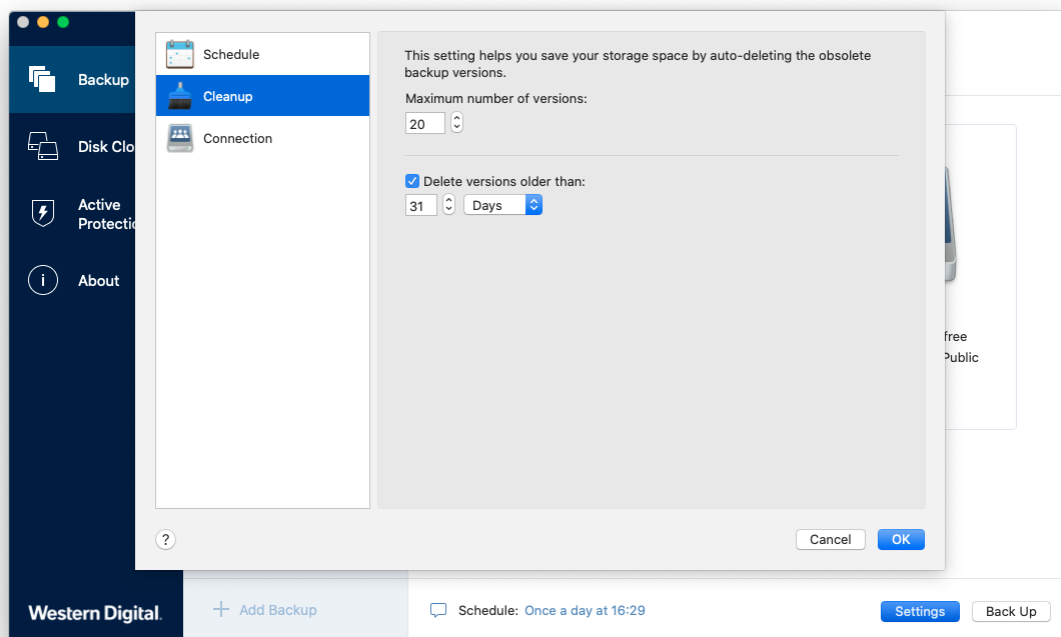 Backup
Disk Clo
Active
Protectio
About
Western Digital.
Schedule
Cleanup
Connection
This setting helps you save your storage space by auto-deleting the obsolete
backup versions.
Maximum number of versions:
20
Delete versions older than:
31 Days
?
Cancel OK
free
Public
Add Backup
Schedule: Once a day at 16:29
Settings Back Up